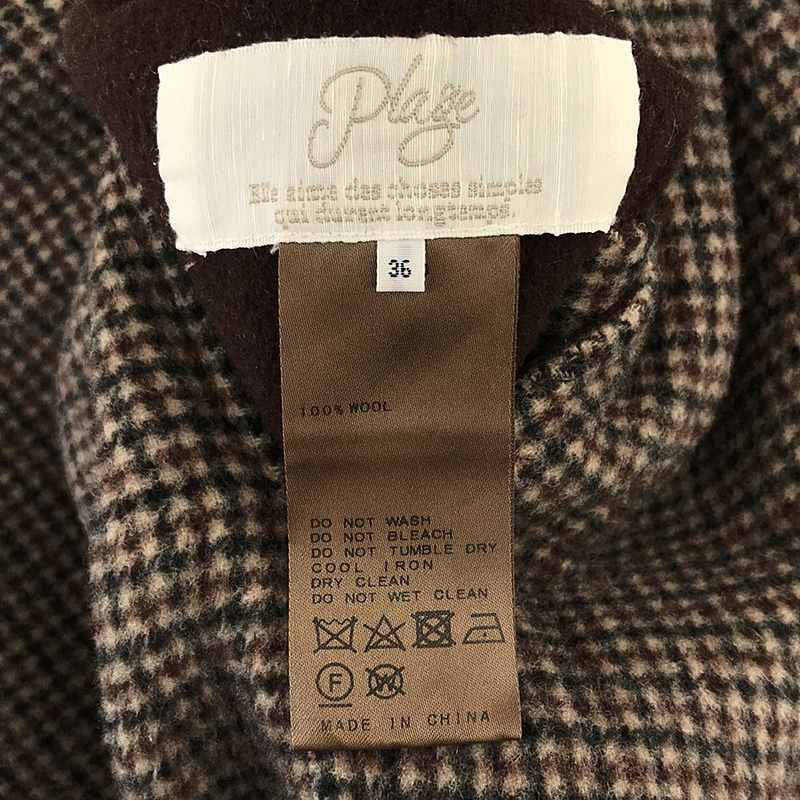 Plage
Elle aime des choses simples
qui durent longtemps.
36
100% WOOL
DO NOT WASH
DO NOT BLEACH
DO NOT TUMBLE DRY
COOL IRON
DRY CLEAN
DO NOT WET CLEAN
F W
MADE IN CHINA